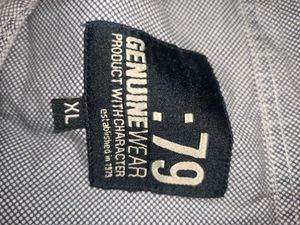 :79
GENUINEWEAR
PRODUCT WITH CHARACTER
established in 1979
XL